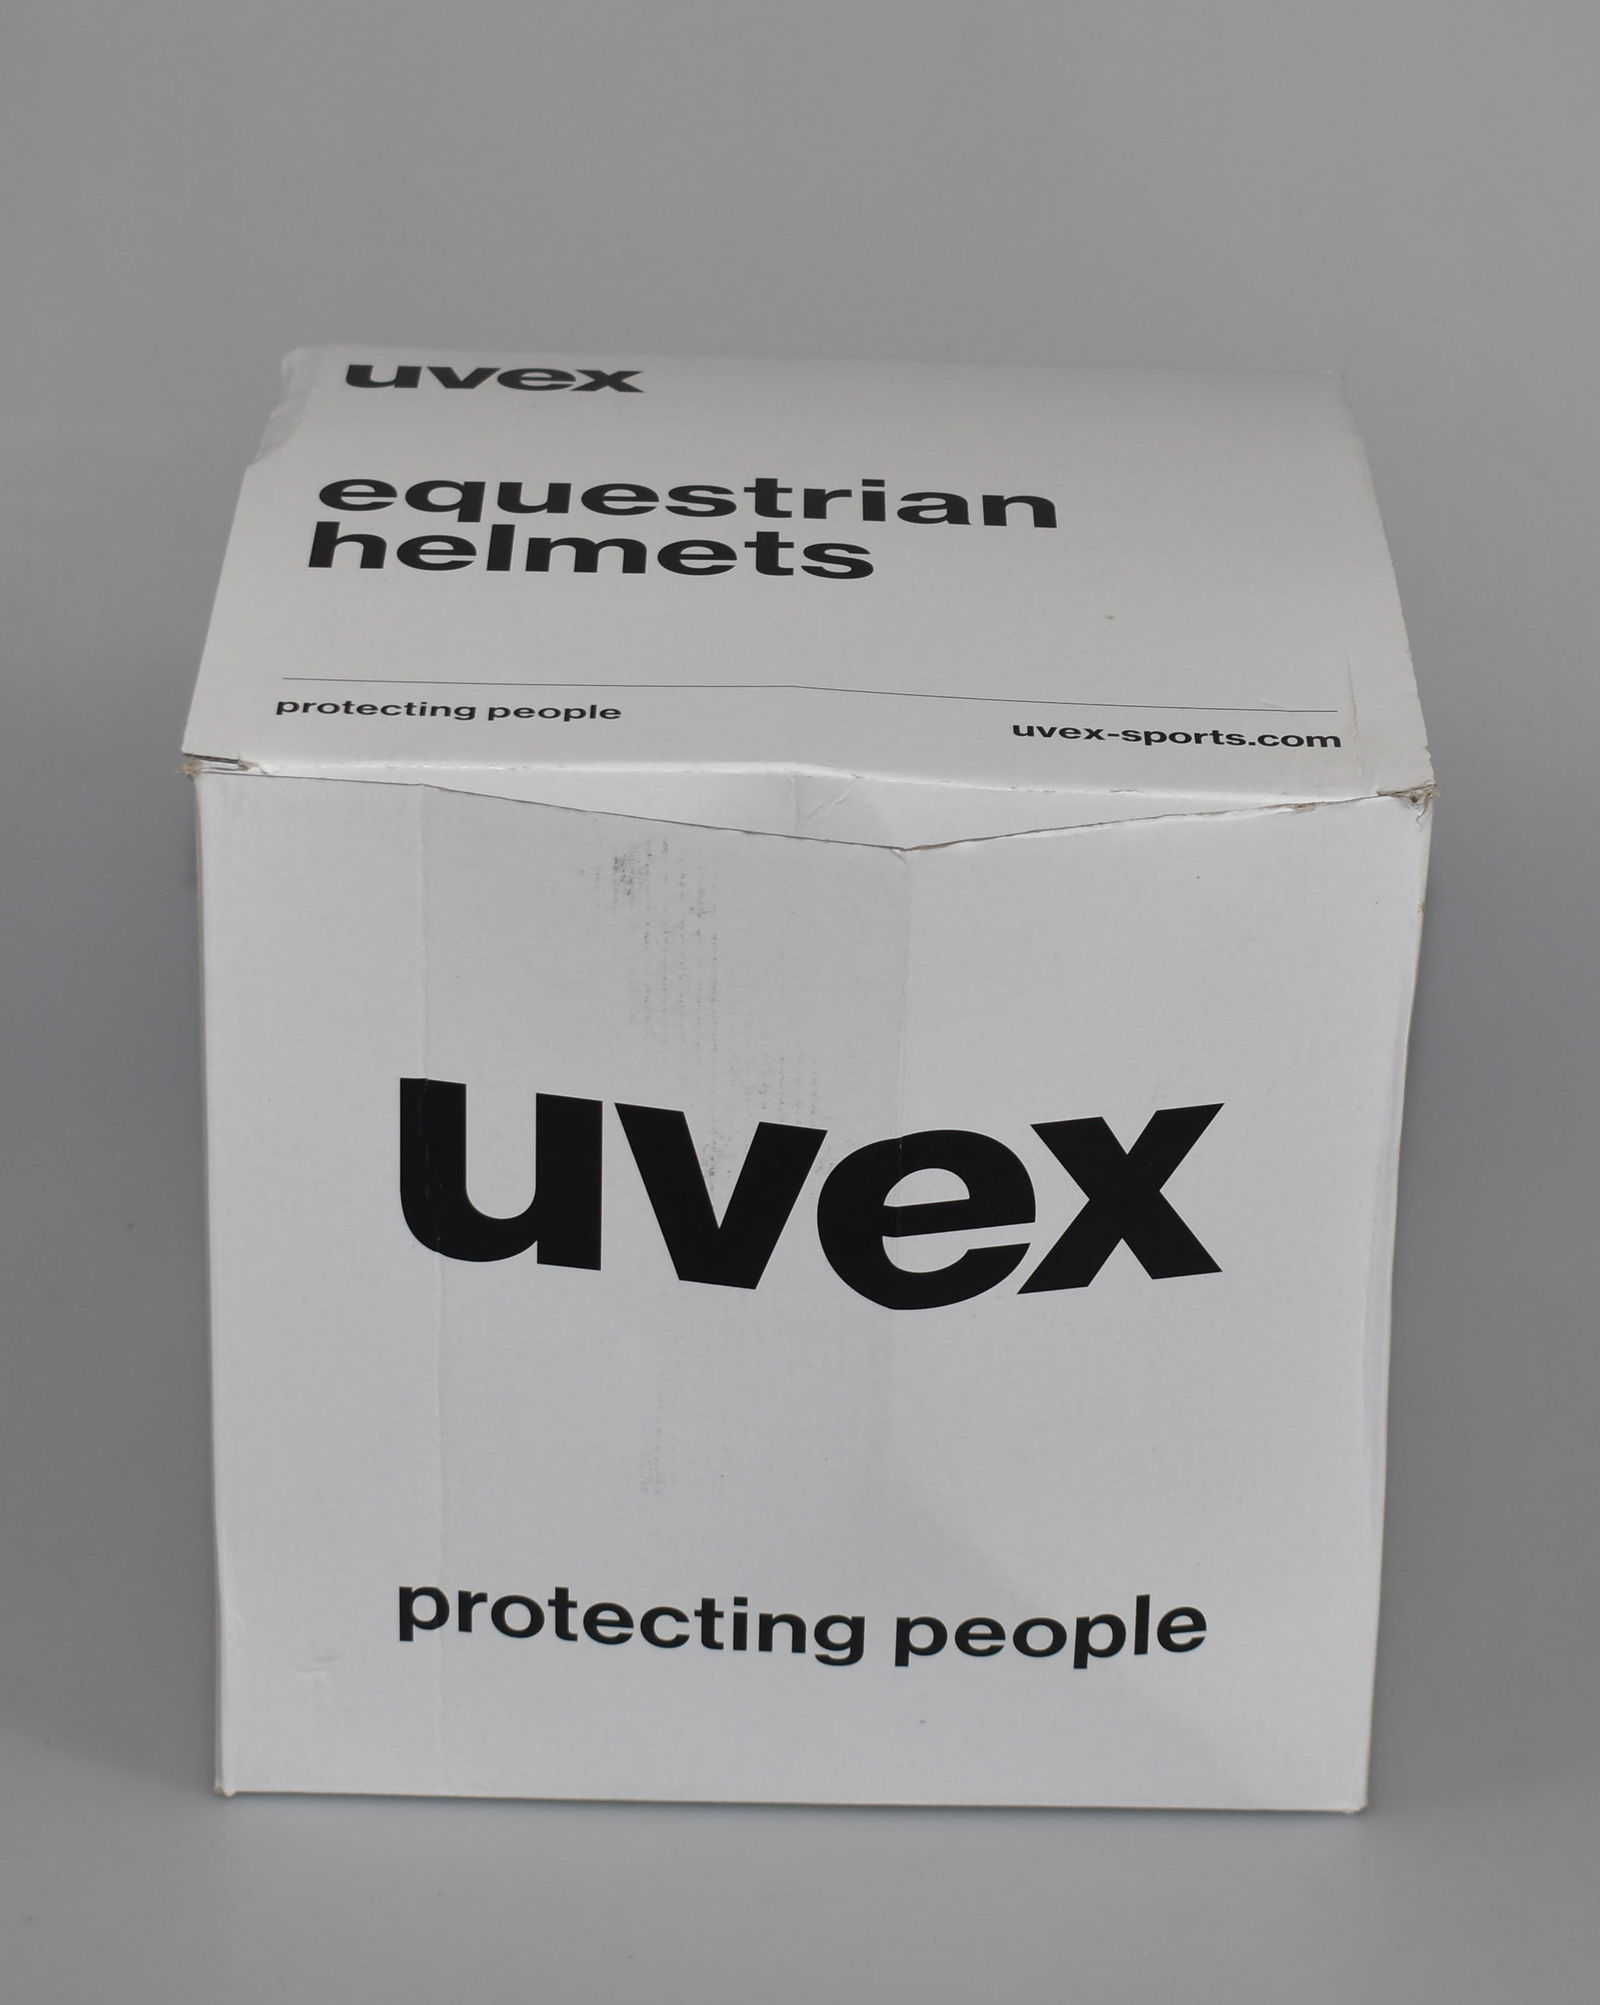 uvex
equestrian
helmets
protecting people
uvex-sports.com
uvex
protecting people